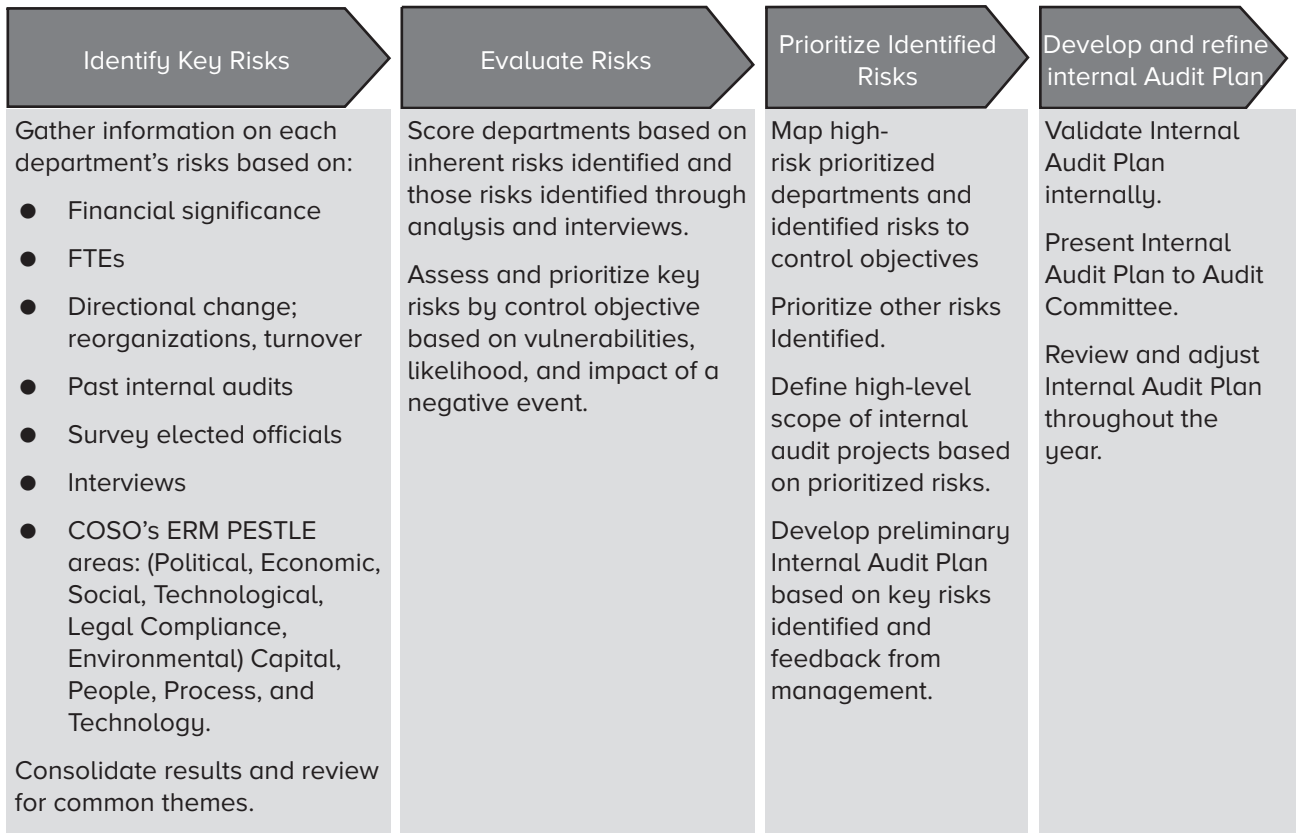 Identify Key Risks
Gather information on each
department’s risks based on:
● Financial significance
● FTEs
● Directional change;
reorganizations, turnover
● Past internal audits
● Survey elected officials
● Interviews
● COSO’s ERM PESTLE
areas: (Political, Economic,
Social, Technological,
Legal Compliance,
Environmental) Capital,
People, Process, and
Technology.
Consolidate results and review
for common themes.
Evaluate Risks
Score departments based on
inherent risks identified and
those risks identified through
analysis and interviews.
Assess and prioritize key
risks by control objective
based on vulnerabilities,
likelihood, and impact of a
negative event.
Prioritize Identified
Risks
Map high-
risk prioritized
departments and
identified risks to
control objectives
Prioritize other risks
Identified.
Define high-level
scope of internal
audit projects based
on prioritized risks.
Develop preliminary
Internal Audit Plan
based on key risks
identified and
feedback from
management.
Develop and refine
internal Audit Plan
Validate Internal
Audit Plan
internally.
Present Internal
Audit Plan to Audit
Committee.
Review and adjust
Internal Audit Plan
throughout the
year.